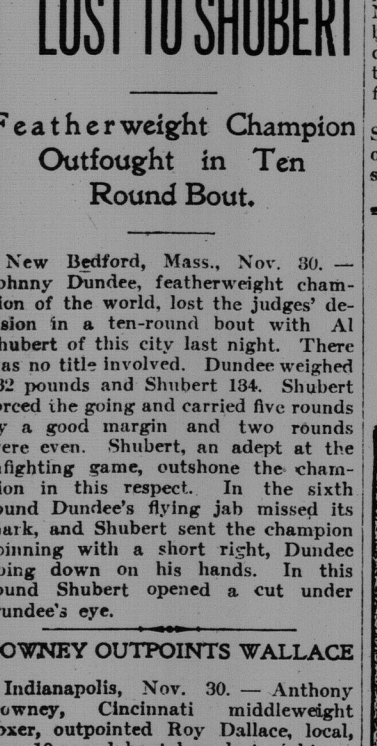 LOST TO SHUBERT
Featherweight Champion
Outfought in Ten
Round Bout.
New Bedford, Mass., Nov. 30. —
ohnny Dundee, featherweight cham-
ion of the world, lost the judges' de-
sion in a ten-round bout with Al
hubert of this city last night. There
as no title involved. Dundee weighed
32 pounds and Shubert 134. Shubert
orced the going and carried five rounds
y a good margin and two rounds
ere even. Shubert, an adept at the
fighting game, outshone the cham-
ion in this respect. In the sixth
ound Dundee's flying jab missed its
ark, and Shubert sent the champion
pinning with a short right, Dundee
oing down on his hands. In this
ound Shubert opened a cut under
undee's eye.
OWNEY OUTPOINTS WALLACE
Indianapolis, Nov. 30. — Anthony
owney, Cincinnati middleweight
oxer, outpointed Roy Dallace, local,